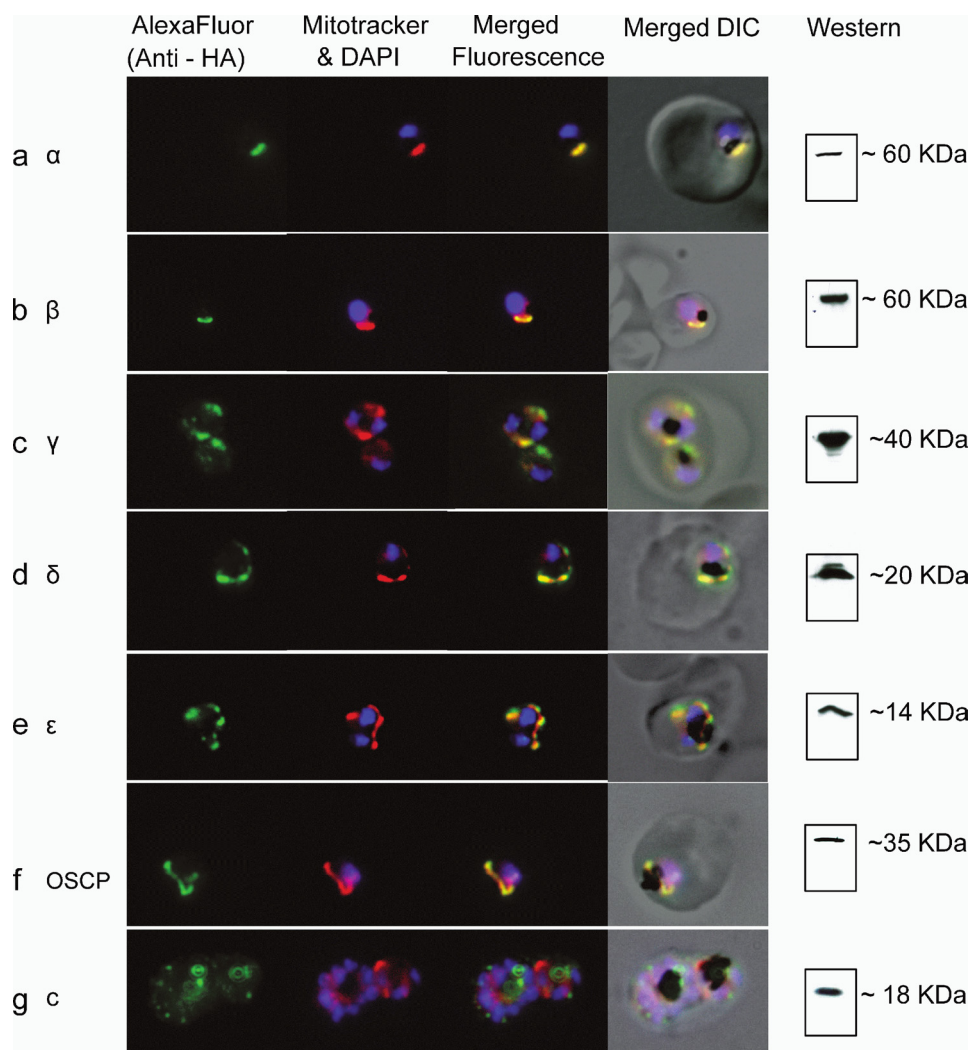 AlexaFluor Mitotracker Merged Merged DIC Western
(Anti - HA) & DAPI Fluorescence
a α ~ 60 KDa
b β ~ 60 KDa
c γ ~40 KDa
d δ ~20 KDa
e ε ~14 KDa
f OSCP ~35 KDa
g c ~ 18 KDa